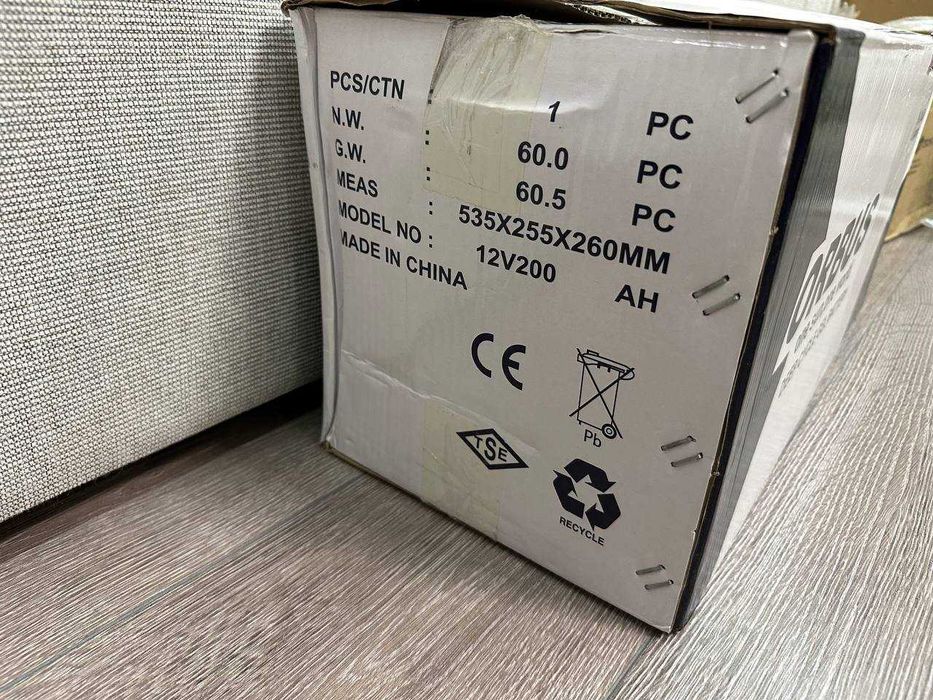 PCS/CTN : 1 PC
N.W. : 60.0 PC
G.W. : 60.5 PC
MEAS : 535X255X260MM
MODEL NO : 12V200 AH
MADE IN CHINA
CE
Pb
TSE
RECYCLE